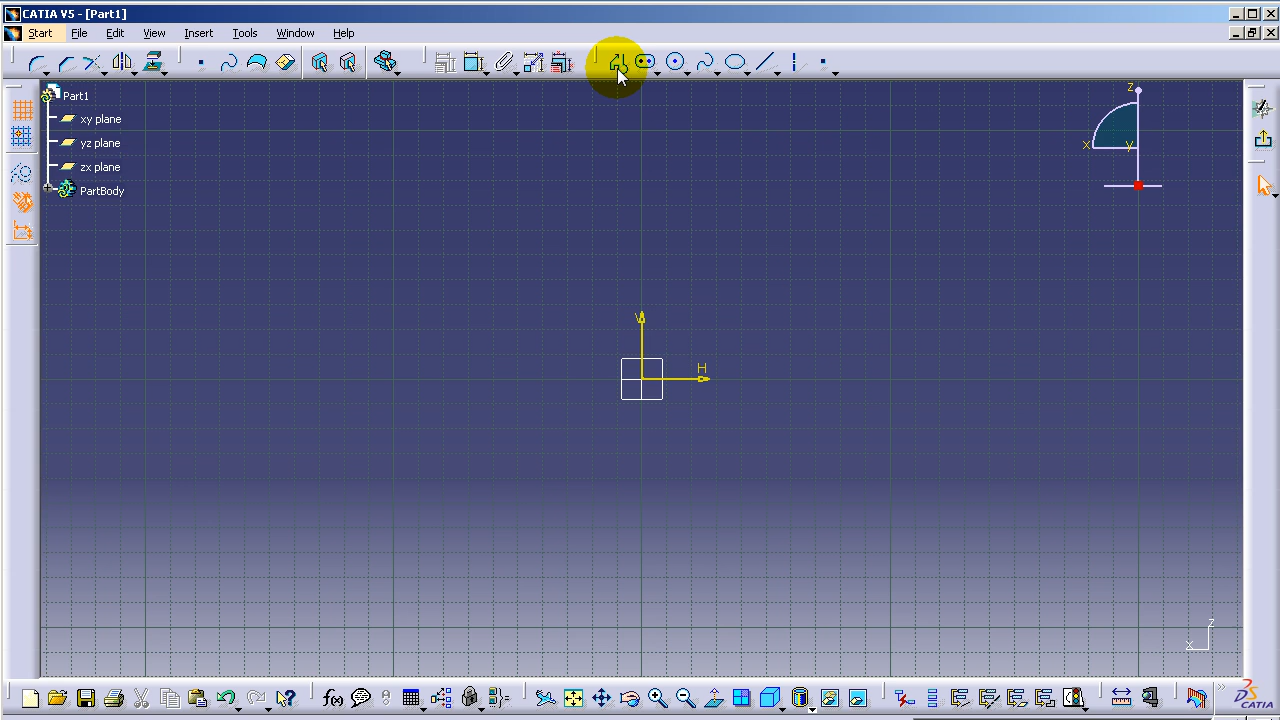 CATIA V5 - [Part1]
Start File Edit View Insert Tools Window Help
Part1
xy plane
yz plane
zx plane
PartBody
z
x
y
V
H
z
x
f(x)
CATIA